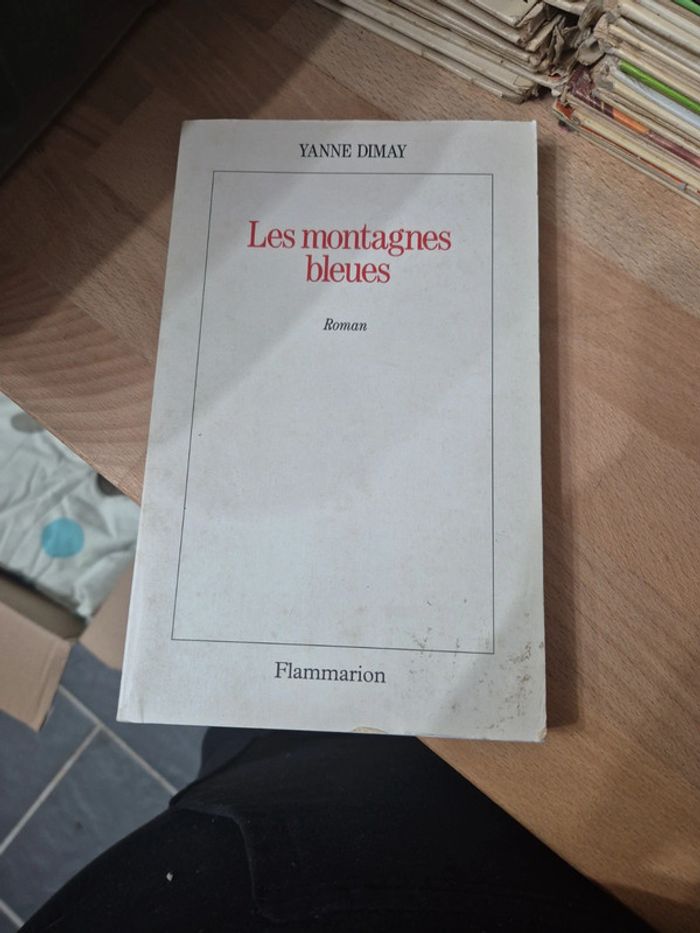 YANNE DIMAY
Les montagnes
bleues
Roman
Flammarion